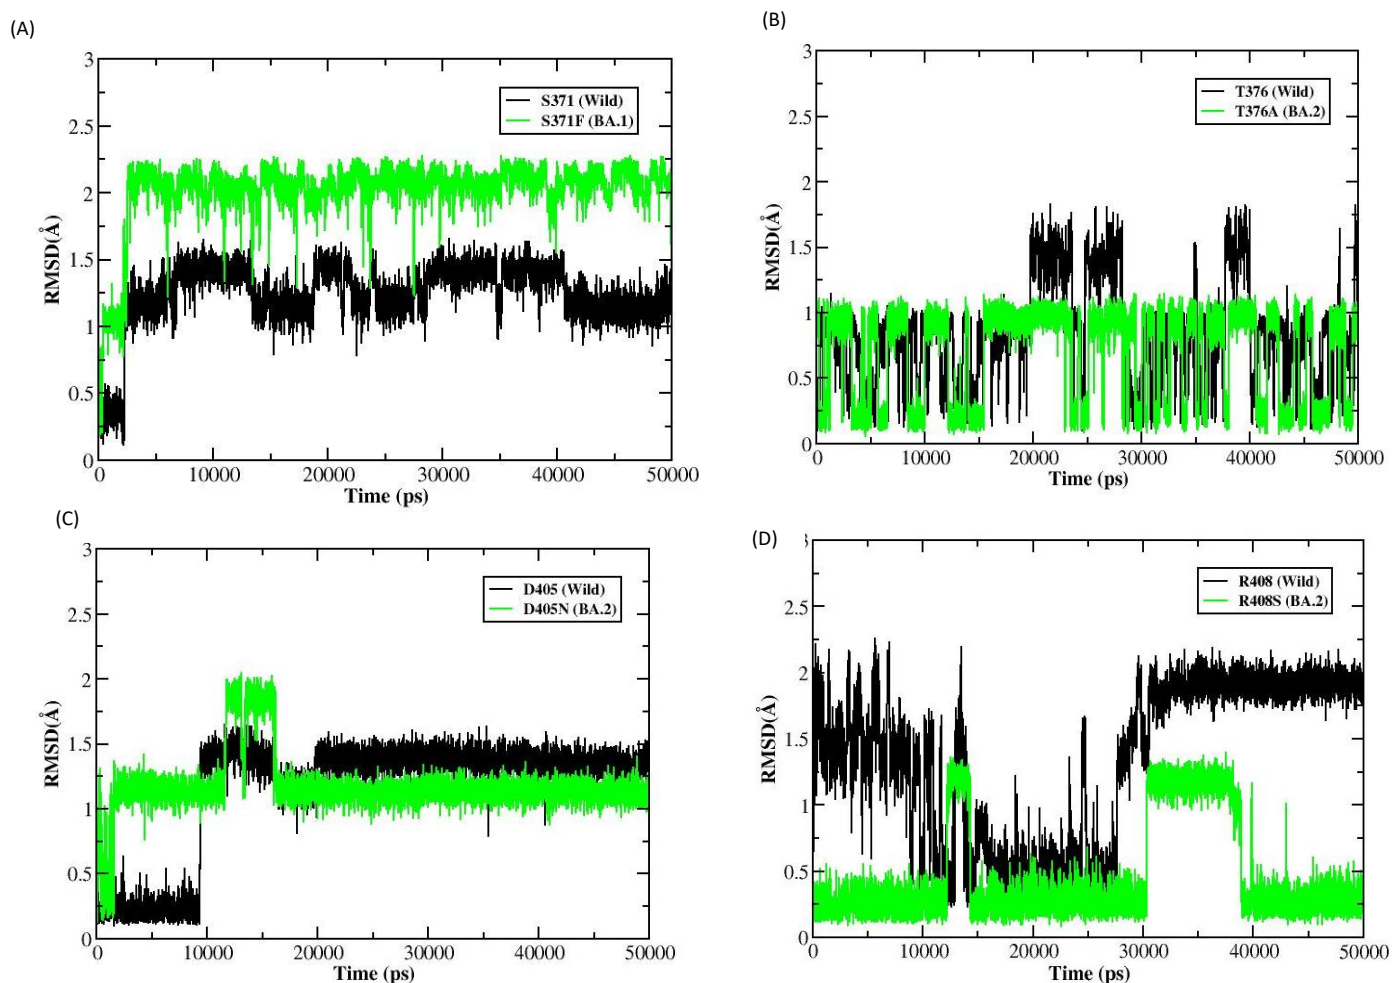 (A)
3
2.5
2
1.5
1
0.5
0
RMSD(Å)
S371 (Wild)
S371F (BA.1)
0 10000 20000 30000 40000 50000
Time (ps)
(B)
3
2.5
2
1.5
1
0.5
0
RMSD(Å)
T376 (Wild)
T376A (BA.2)
0 10000 20000 30000 40000 50000
Time (ps)
(C)
3
2.5
2
1.5
1
0.5
0
RMSD(Å)
D405 (Wild)
D405N (BA.2)
0 10000 20000 30000 40000 50000
Time (ps)
(D)
3
2.5
2
1.5
1
0.5
0
RMSD(Å)
R408 (Wild)
R408S (BA.2)
0 10000 20000 30000 40000 50000
Time (ps)